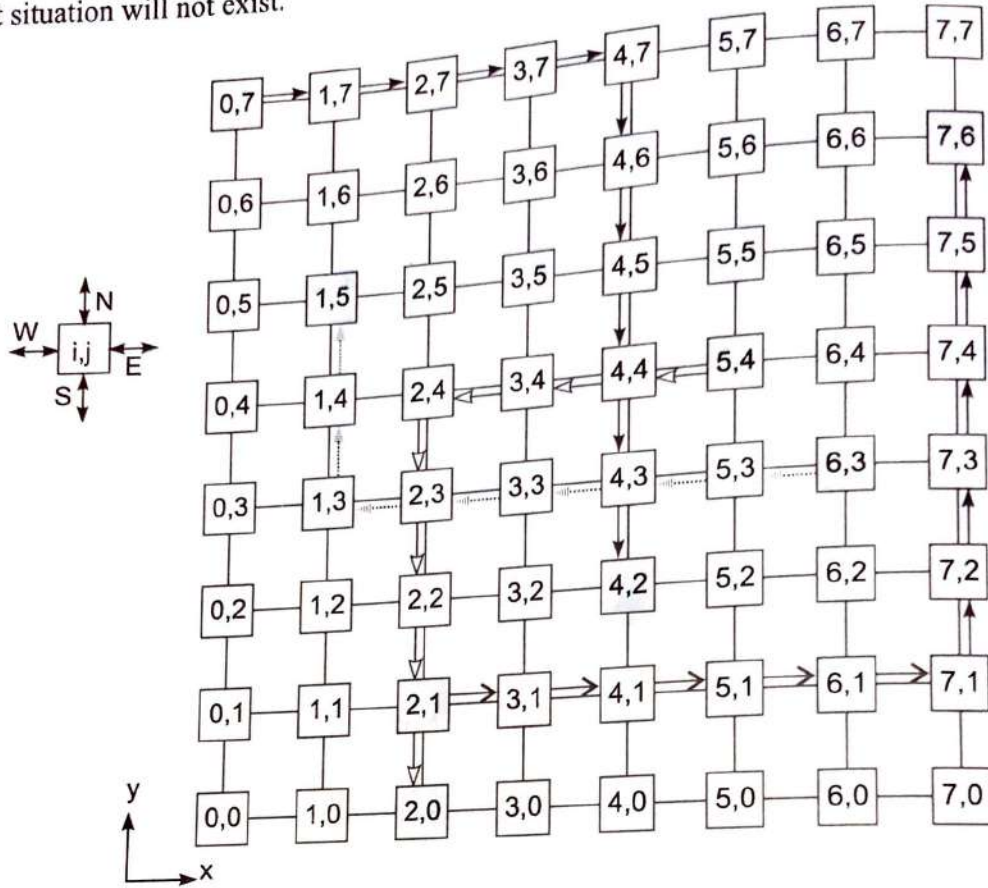 t situation will not exist.
0,7 1,7 2,7 3,7 4,7 5,7 6,7 7,7
0,6 1,6 2,6 3,6 4,6 5,6 6,6 7,6
0,5 1,5 2,5 3,5 4,5 5,5 6,5 7,5
N
W i,j E
S
0,4 1,4 2,4 3,4 4,4 5,4 6,4 7,4
0,3 1,3 2,3 3,3 4,3 5,3 6,3 7,3
0,2 1,2 2,2 3,2 4,2 5,2 6,2 7,2
0,1 1,1 2,1 3,1 4,1 5,1 6,1 7,1
0,0 1,0 2,0 3,0 4,0 5,0 6,0 7,0
y
x